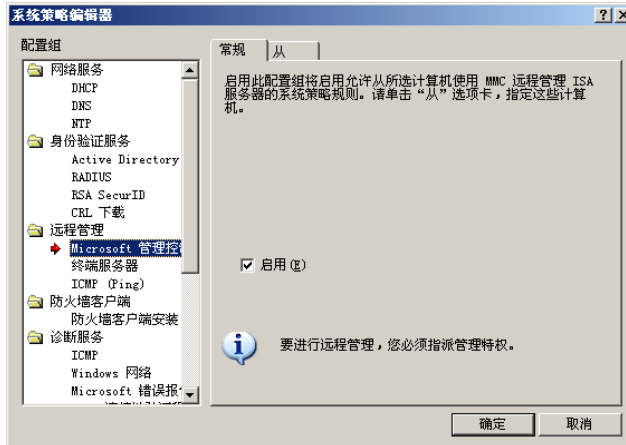 系统策略编辑器
配置组
网络服务
DHCP
DNS
NTP
身份验证服务
Active Directory
RADIUS
RSA SecurID
CRL 下载
远程管理
Microsoft 管理控
终端服务器
ICMP (Ping)
防火墙客户端
防火墙客户端安装
诊断服务
ICMP
Windows 网络
Microsoft 错误报
常规
从
启用此配置组将启用允许从所选计算机使用 MMC 远程管理 ISA
服务器的系统策略规则。请单击“从”选项卡，指定这些计算
机。
启用(E)
要进行远程管理，您必须指派管理特权。
确定
取消